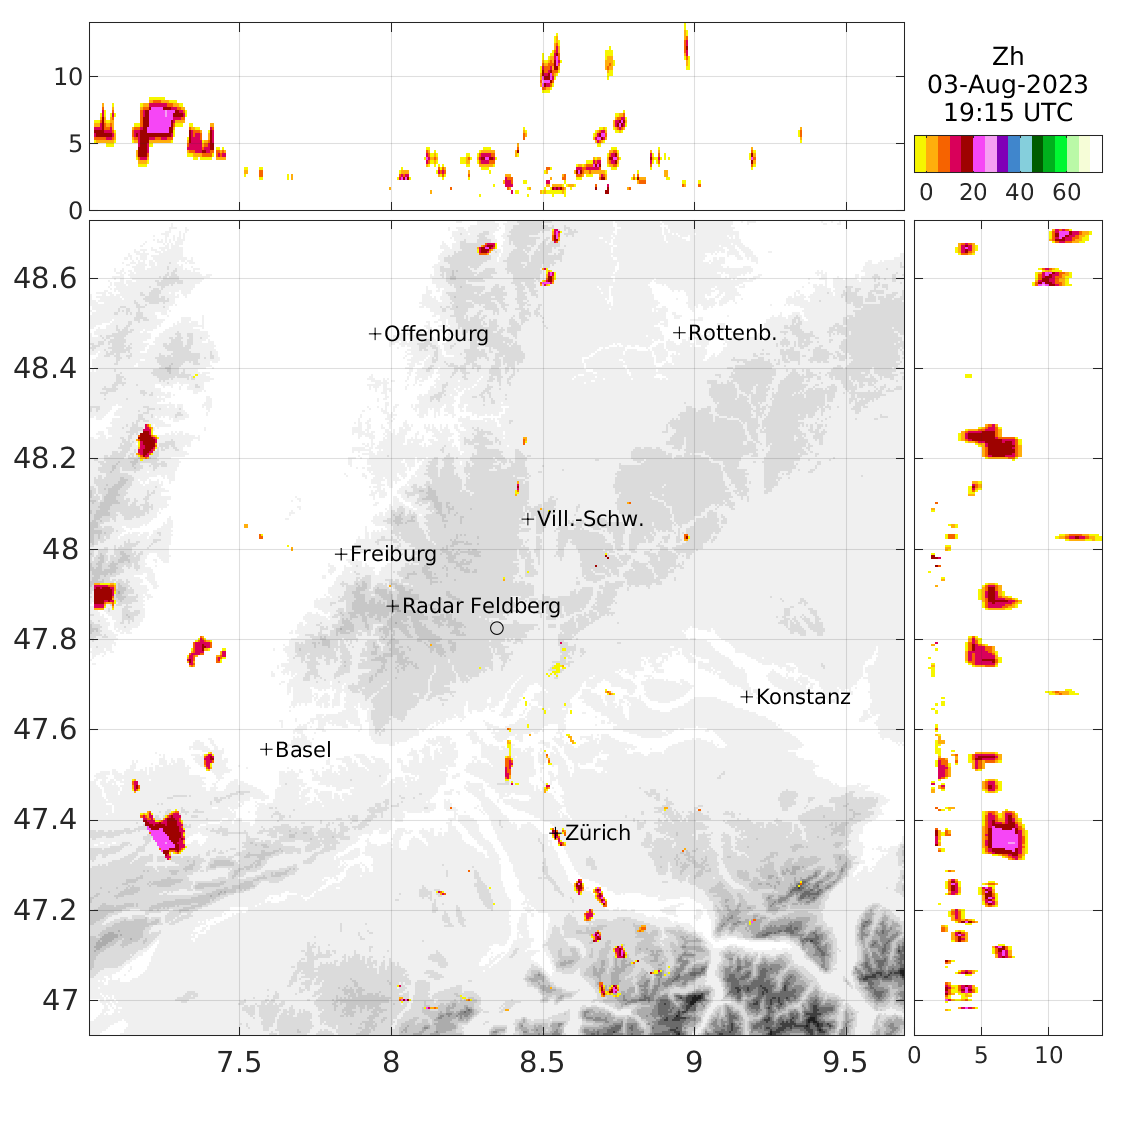 Zh
03-Aug-2023
19:15 UTC
0 20 40 60
10
5
0
48.6
48.4
48.2
48
47.8
47.6
47.4
47.2
47
Offenburg
Rottenb.
Vill.-Schw.
Freiburg
Radar Feldberg
Konstanz
Basel
Zürich
7.5 8 8.5 9 9.5
0 5 10